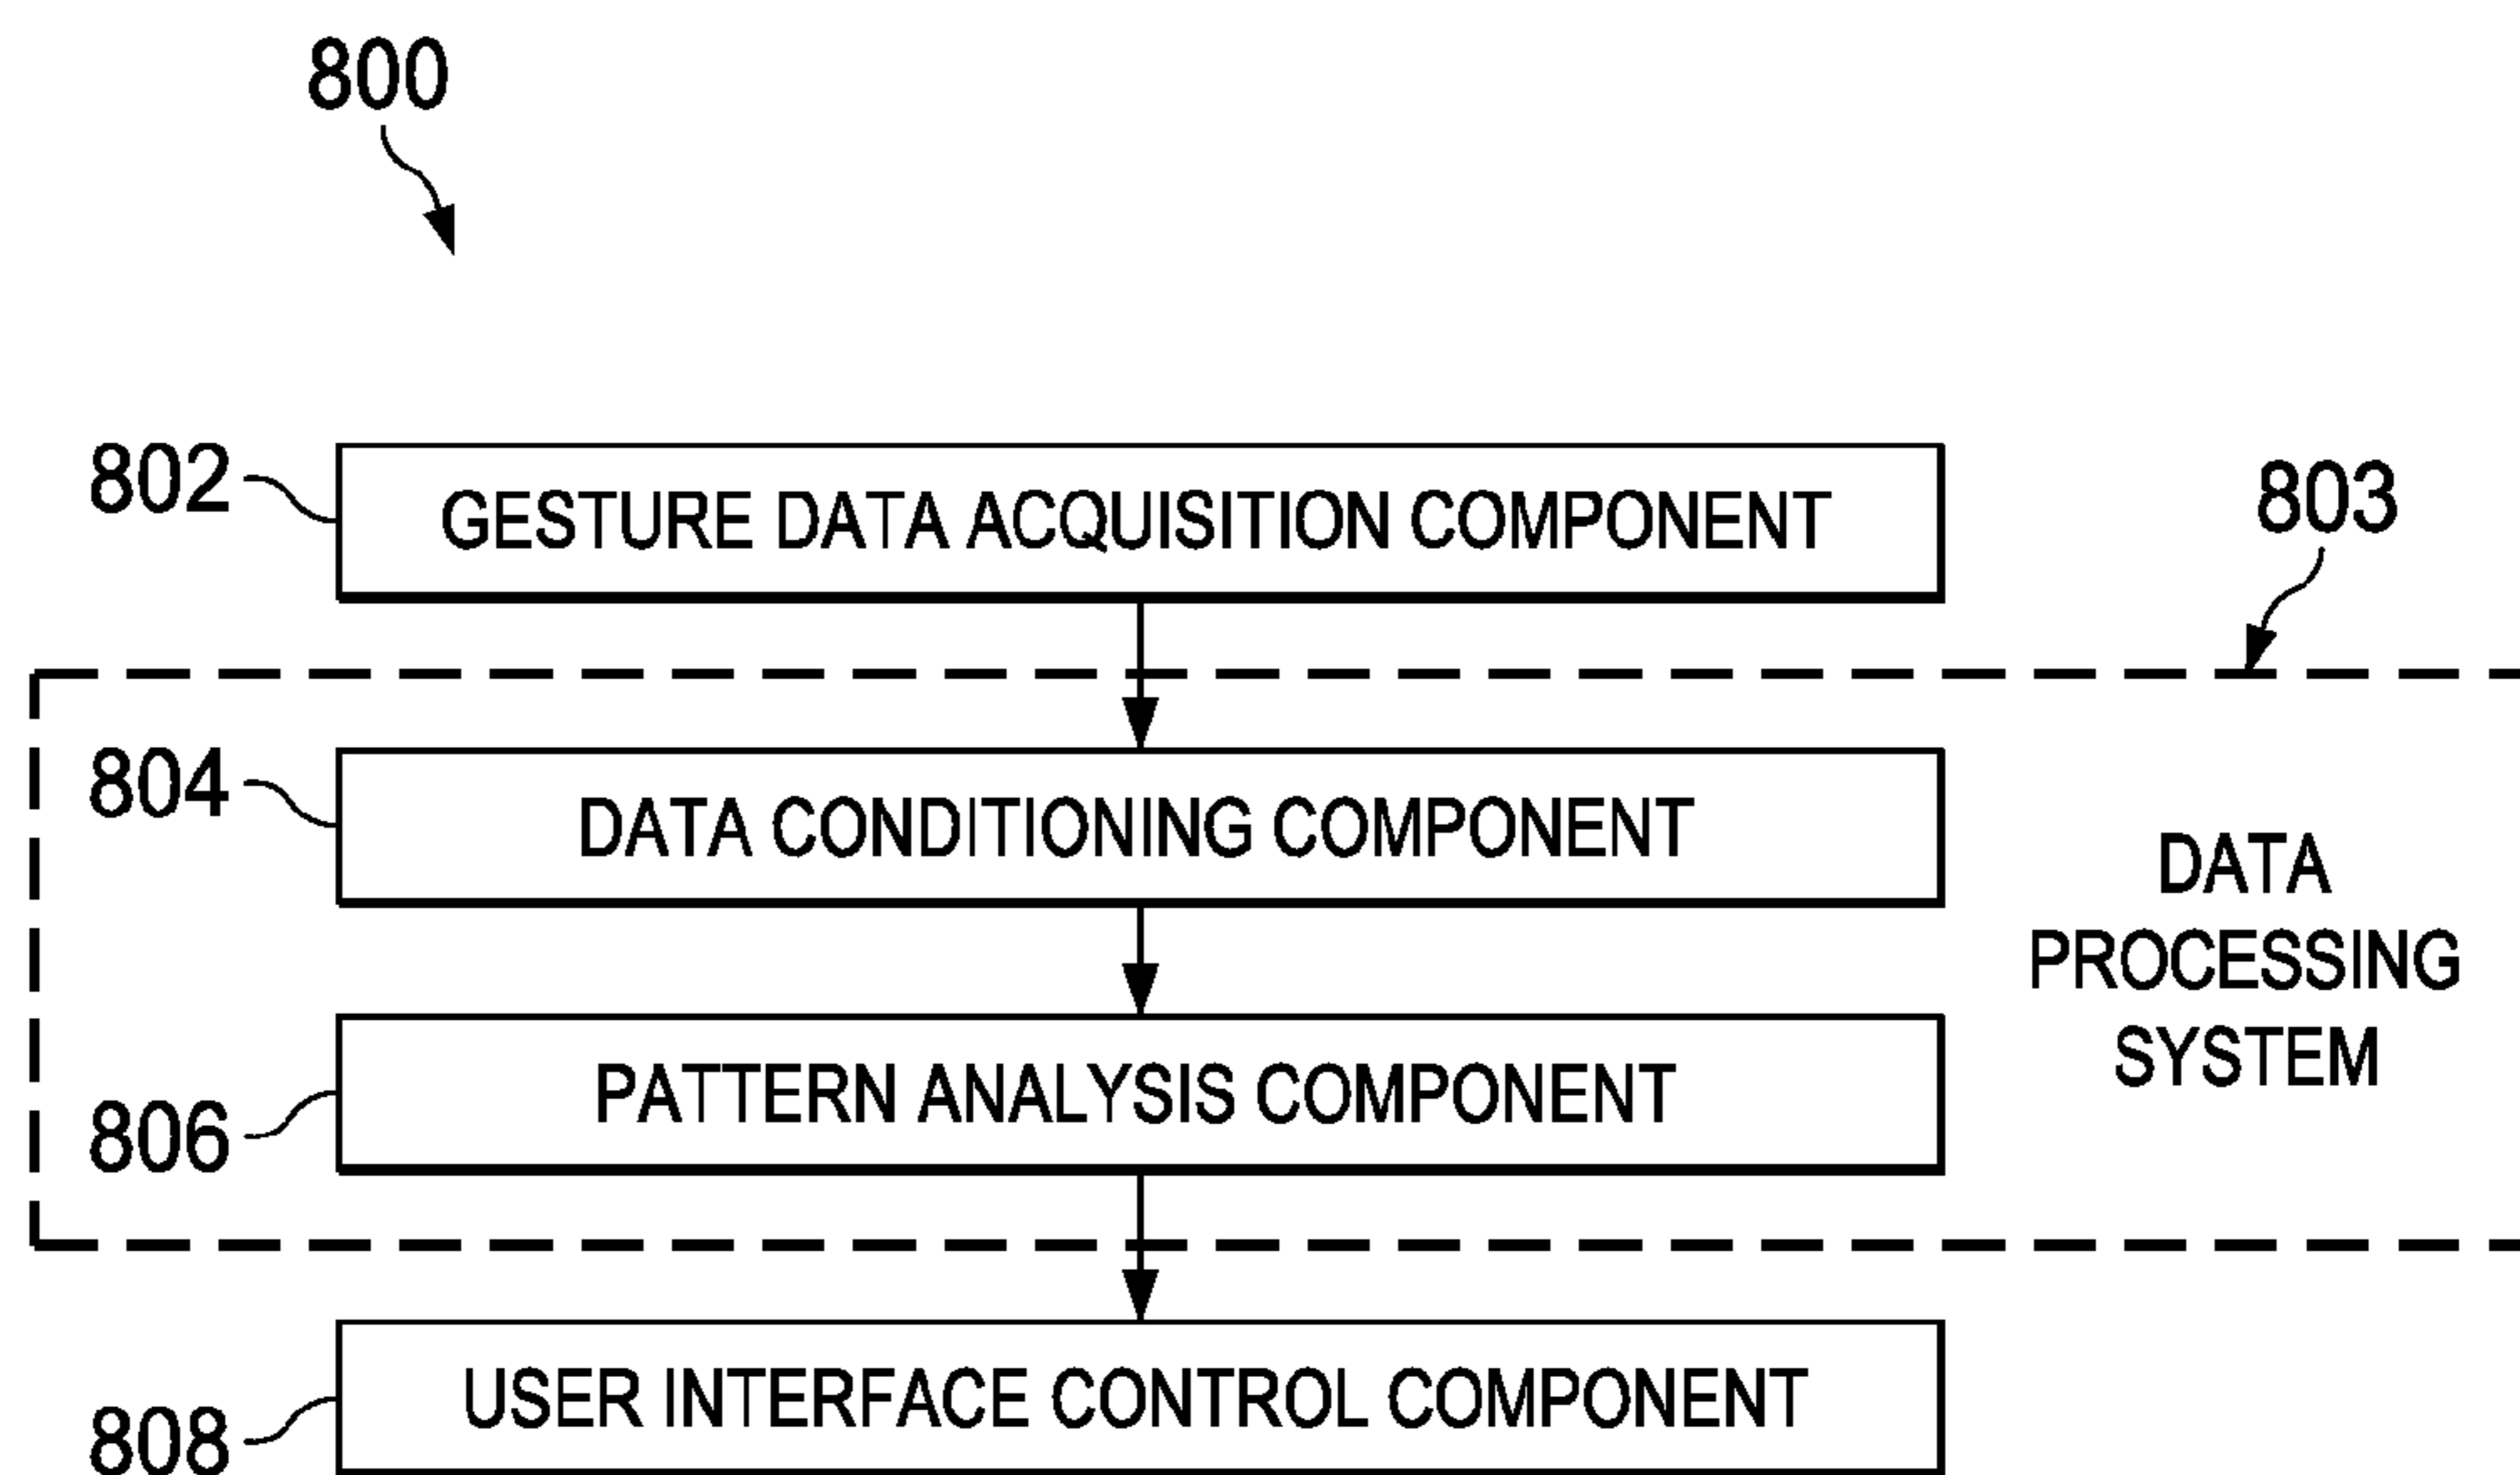 800
802
GESTURE DATA ACQUISITION COMPONENT
803
804
DATA CONDITIONING COMPONENT
DATA
PROCESSING
SYSTEM
806
PATTERN ANALYSIS COMPONENT
808
USER INTERFACE CONTROL COMPONENT